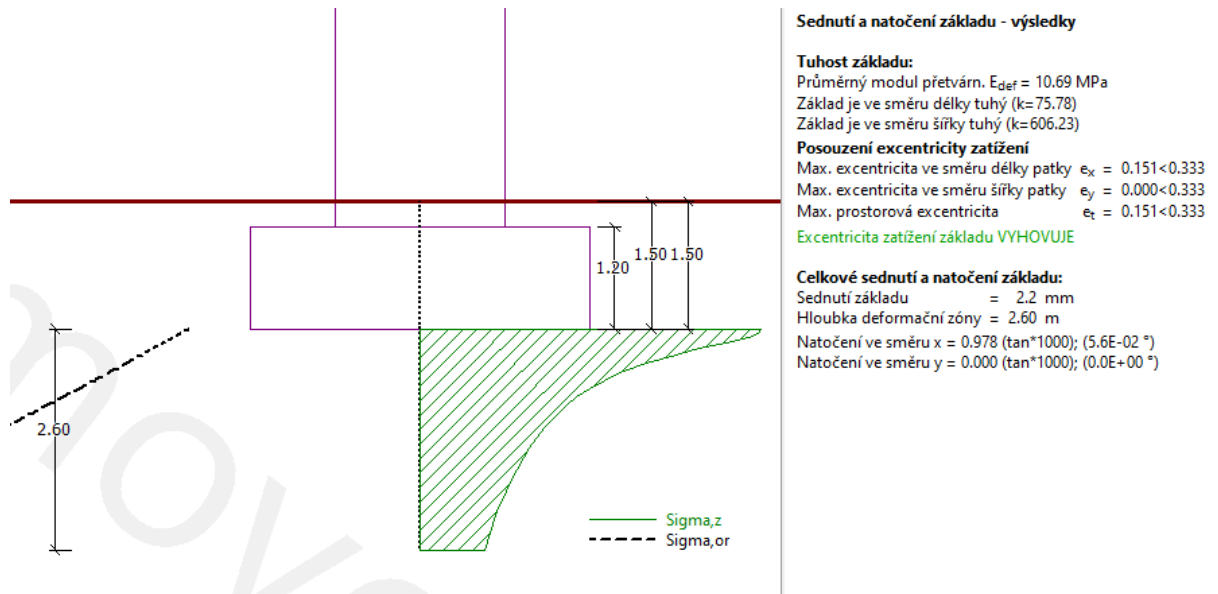 Sednutí a natočení základu - výsledky
Tuhost základu:
Průměrný modul přetvárn. Edef = 10.69 MPa
Základ je ve směru délky tuhý (k=75.78)
Základ je ve směru šířky tuhý (k=606.23)
Posouzení excentricity zatížení
Max. excentricita ve směru délky patky ex = 0.151<0.333
Max. excentricita ve směru šířky patky ey = 0.000<0.333
Max. prostorová excentricita et = 0.151<0.333
Excentricita zatížení základu VYHOVUJE
Celkové sednutí a natočení základu:
Sednutí základu = 2.2 mm
Hloubka deformační zóny = 2.60 m
Natočení ve směru x = 0.978 (tan*1000); (5.6E-02 °)
Natočení ve směru y = 0.000 (tan*1000); (0.0E+00 °)
1.20
1.50
1.50
2.60
Sigma,z
Sigma,or